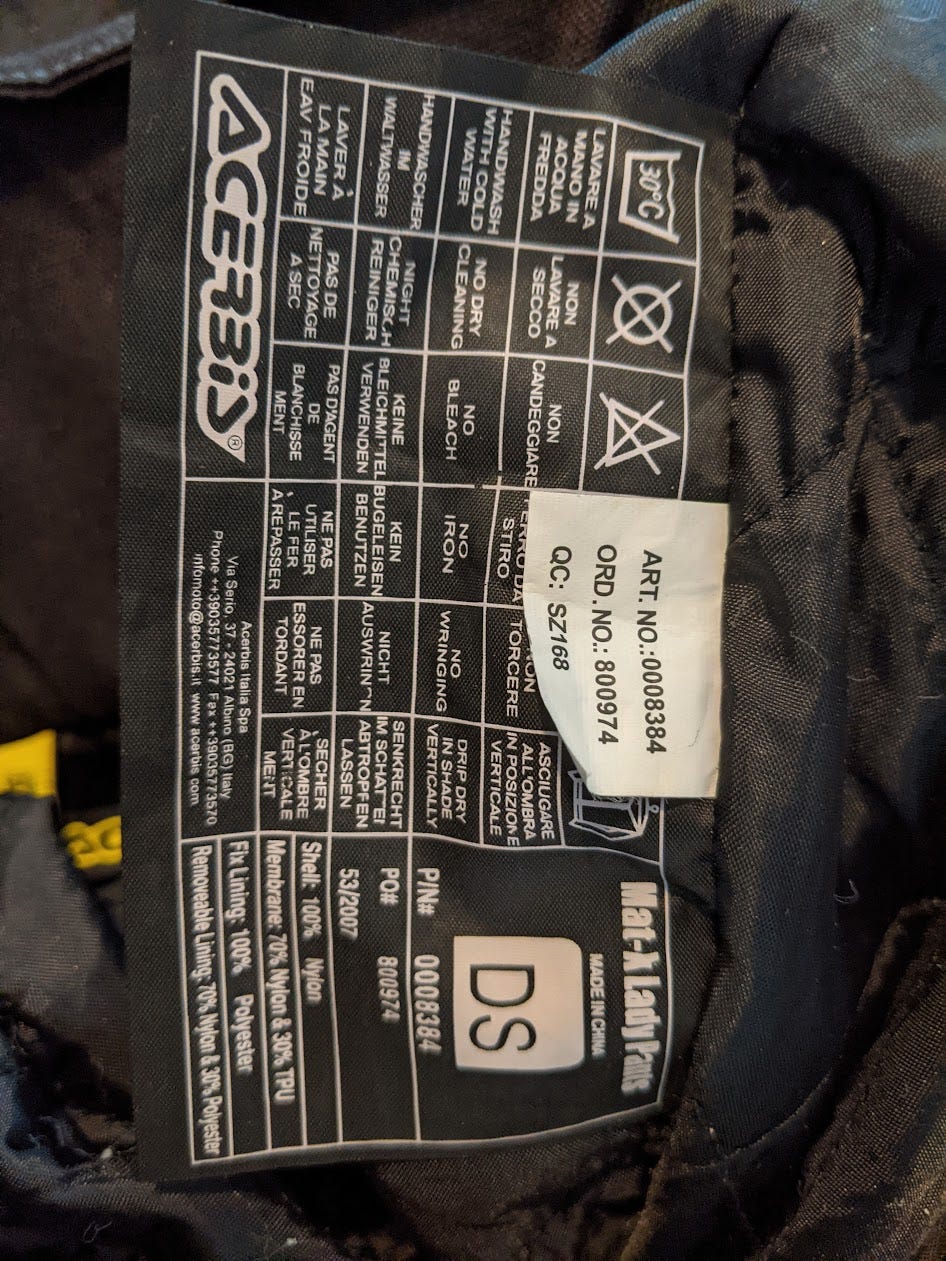 30°C
LAVARE A
MANO IN
ACQUA
FREDDA
NON
LAVARE A
SECCO
NON
CANDEGGIARE
STIRO
TORCERE
ASCIUGARE
ALL'OMBRA
IN POSIZIONE
VERTICALE
HANDWASH
WITH COLD
WATER
NO DRY
CLEANING
NO
BLEACH
NO
IRON
NO
WRINGING
DRIP DRY
IN SHADE
VERTICALLY
HANDWASCHER
IM
WALTWASSER
NIGHT
CHEMISCH
REINIGER
KEINE
BLEICHMITTEL
VERWENDEN
KEIN
BUGELEISEN
BENUTZEN
NICHT
SENKRECHT
IM SCHATTEI
ABTROPFEN
LASSEN
LAVER À
LA MAIN
EAV FROIDE
PAS DE
NETTOYAGE
A SEC
PAS D'AGENT
DE
BLANCHISSE
MENT
NE PAS
UTILISER
LE FER
ÀREPASSER
NE PAS
ESSORER EN
TORDANT
SECHER
À L'OMBRE
VERTICALE
MENT
ACERBIS®
Acerbis Italia Spa
Via Serio, 37 - 24021 Albino (BG) Italy
Phone ++39035773577 Fax ++39035773570
infomoto@acerbis.it www.acerbis.com
ART. NO.:0008384
ORD .NO.: 800974
QC: SZ168
Mat-X Lady Pants
MADE IN CHINA
DS
P/N# 0008384
PO# 800974
53/2007
Shell: 100% Nylon
Membrane: 70% Nylon & 30% TPU
Fix Lining: 100% Polyester
Removeable Lining: 70% Nylon & 30% Polyester